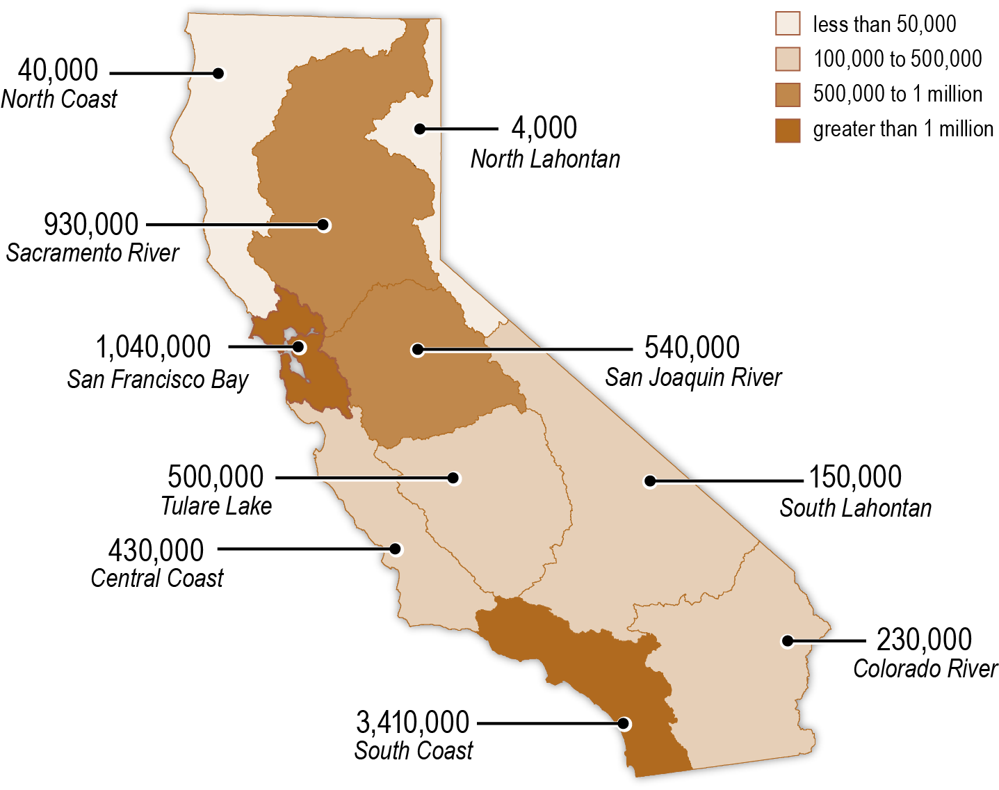 less than 50,000
100,000 to 500,000
500,000 to 1 million
greater than 1 million
40,000
North Coast
4,000
North Lahontan
930,000
Sacramento River
1,040,000
San Francisco Bay
540,000
San Joaquin River
500,000
Tulare Lake
150,000
South Lahontan
430,000
Central Coast
230,000
Colorado River
3,410,000
South Coast